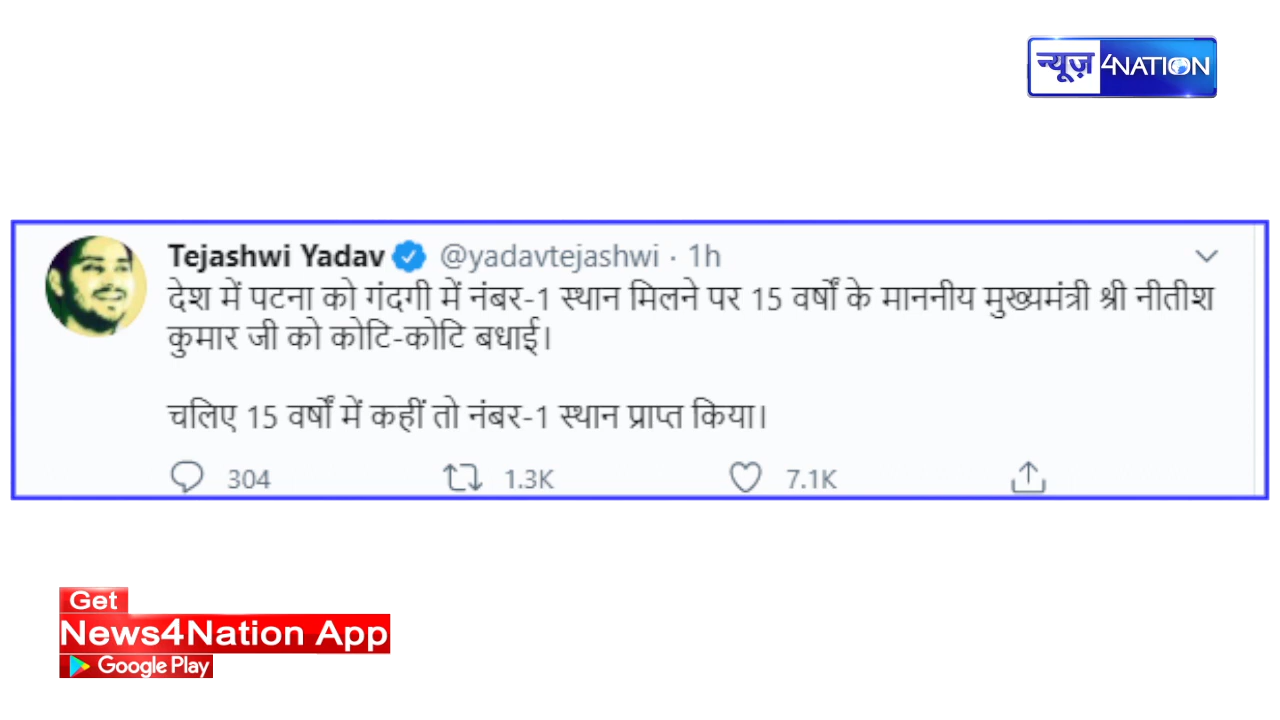 न्यूज़ 4NATION
Tejashwi Yadav @yadavtejashwi · 1h
देश में पटना को गंदगी में नंबर-1 स्थान मिलने पर 15 वर्षों के माननीय मुख्यमंत्री श्री नीतीश
कुमार जी को कोटि-कोटि बधाई।
चलिए 15 वर्षों में कहीं तो नंबर-1 स्थान प्राप्त किया।
304 1.3K 7.1K
Get
News4Nation App
Google Play